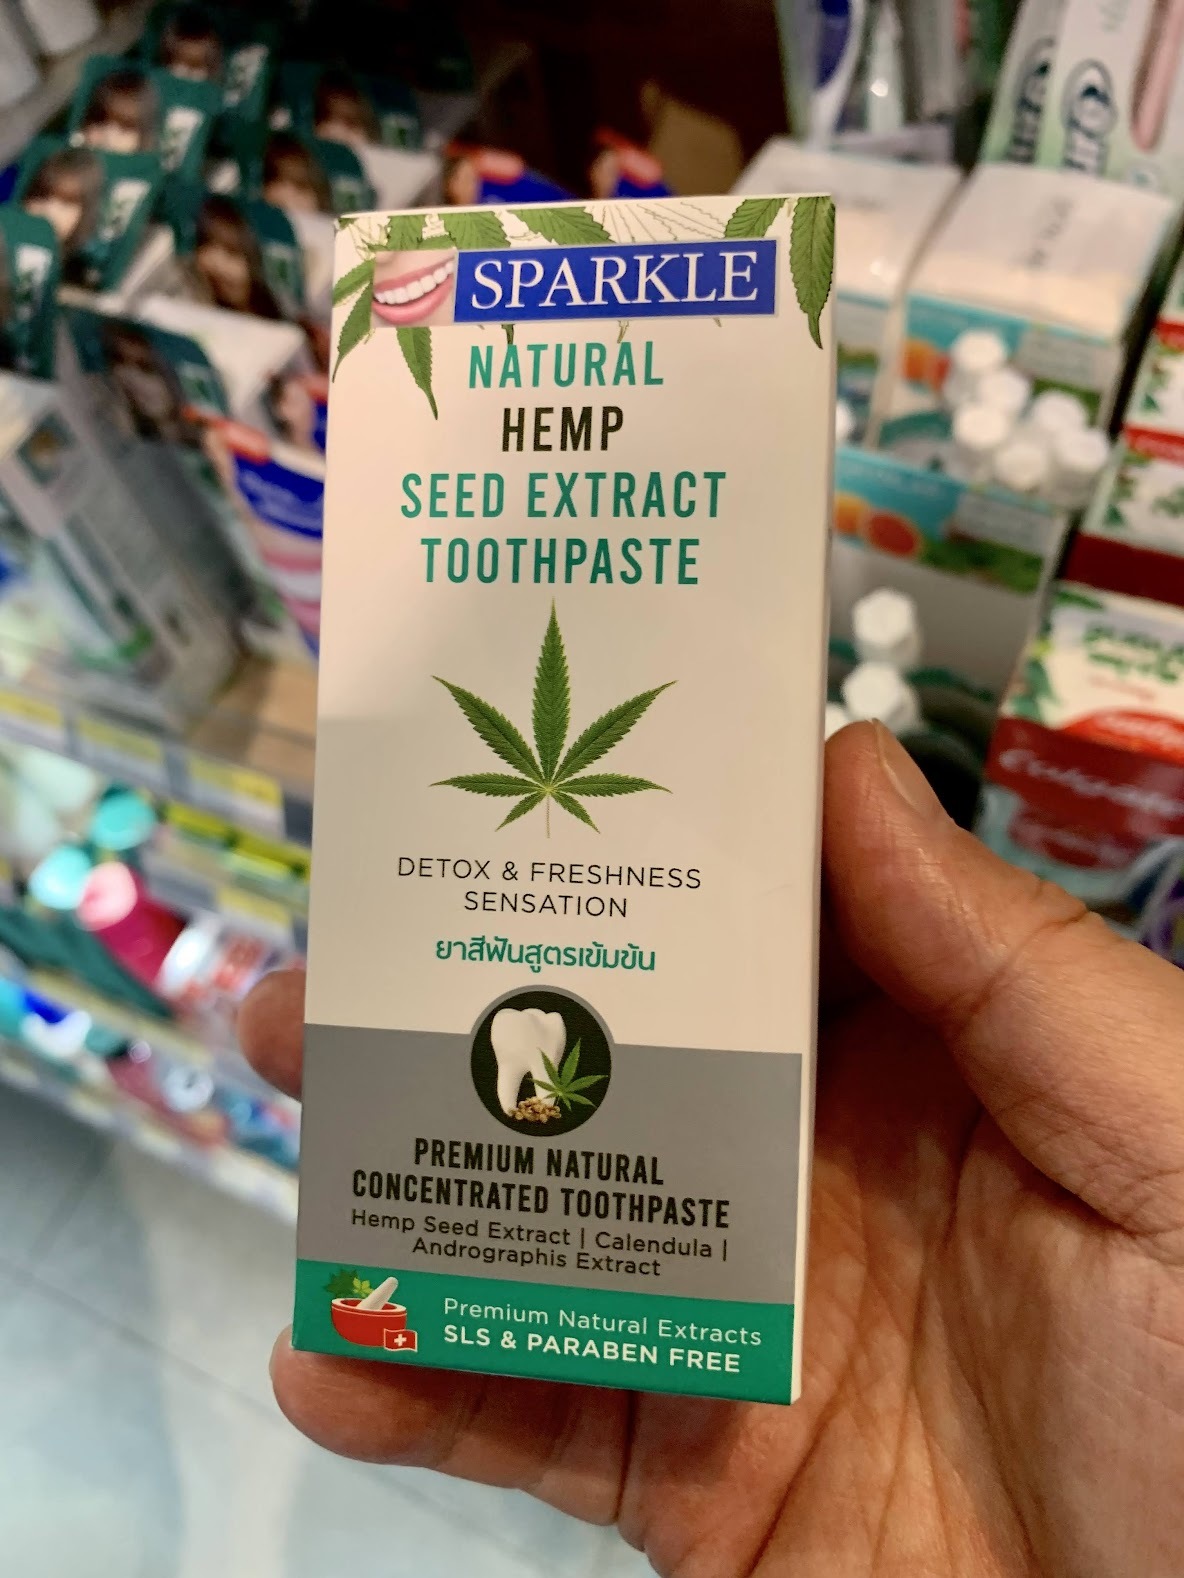 SPARKLE
NATURAL
HEMP
SEED EXTRACT
TOOTHPASTE
DETOX & FRESHNESS
SENSATION
ยาสีฟันสูตรเข้มข้น
PREMIUM NATURAL
CONCENTRATED TOOTHPASTE
Hemp Seed Extract | Calendula |
Andrographis Extract
Premium Natural Extracts
SLS & PARABEN FREE
Colgate